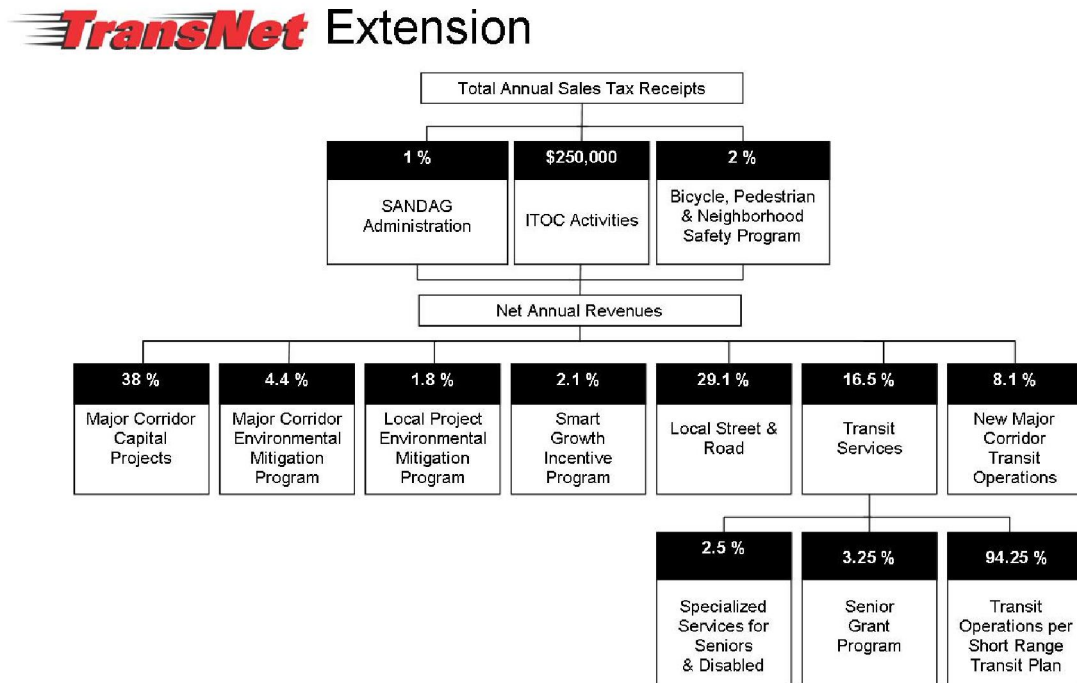 TransNet Extension
Total Annual Sales Tax Receipts
1 %
SANDAG
Administration
$250,000
ITOC Activities
2 %
Bicycle, Pedestrian
& Neighborhood
Safety Program
Net Annual Revenues
38 %
Major Corridor
Capital
Projects
4.4 %
Major Corridor
Environmental
Mitigation
Program
1.8 %
Local Project
Environmental
Mitigation
Program
2.1 %
Smart
Growth
Incentive
Program
29.1 %
Local Street &
Road
16.5 %
Transit
Services
8.1 %
New Major
Corridor
Transit
Operations
2.5 %
Specialized
Services for
Seniors
& Disabled
3.25 %
Senior
Grant
Program
94.25 %
Transit
Operations per
Short Range
Transit Plan